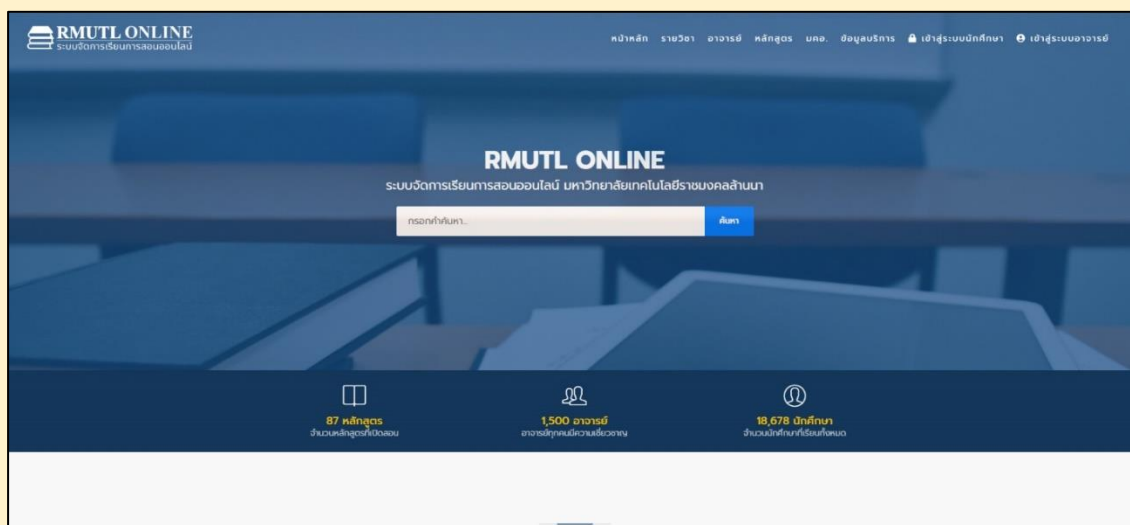 RMUTL ONLINE
ระบบจัดการเรียนการสอนออนไลน์
หน้าหลัก รายวิชา อาจารย์ หลักสูตร มคอ. ข้อมูลบริการ เข้าสู่ระบบนักศึกษา เข้าสู่ระบบอาจารย์
RMUTL ONLINE
ระบบจัดการเรียนการสอนออนไลน์ มหาวิทยาลัยเทคโนโลยีราชมงคลล้านนา
กรอกคำค้นหา... ค้นหา
87 หลักสูตร
จำนวนหลักสูตรที่เปิดสอน
1,500 อาจารย์
อาจารย์ทุกคนมีความเชี่ยวชาญ
18,678 นักศึกษา
จำนวนนักศึกษาที่เรียนทั้งหมด